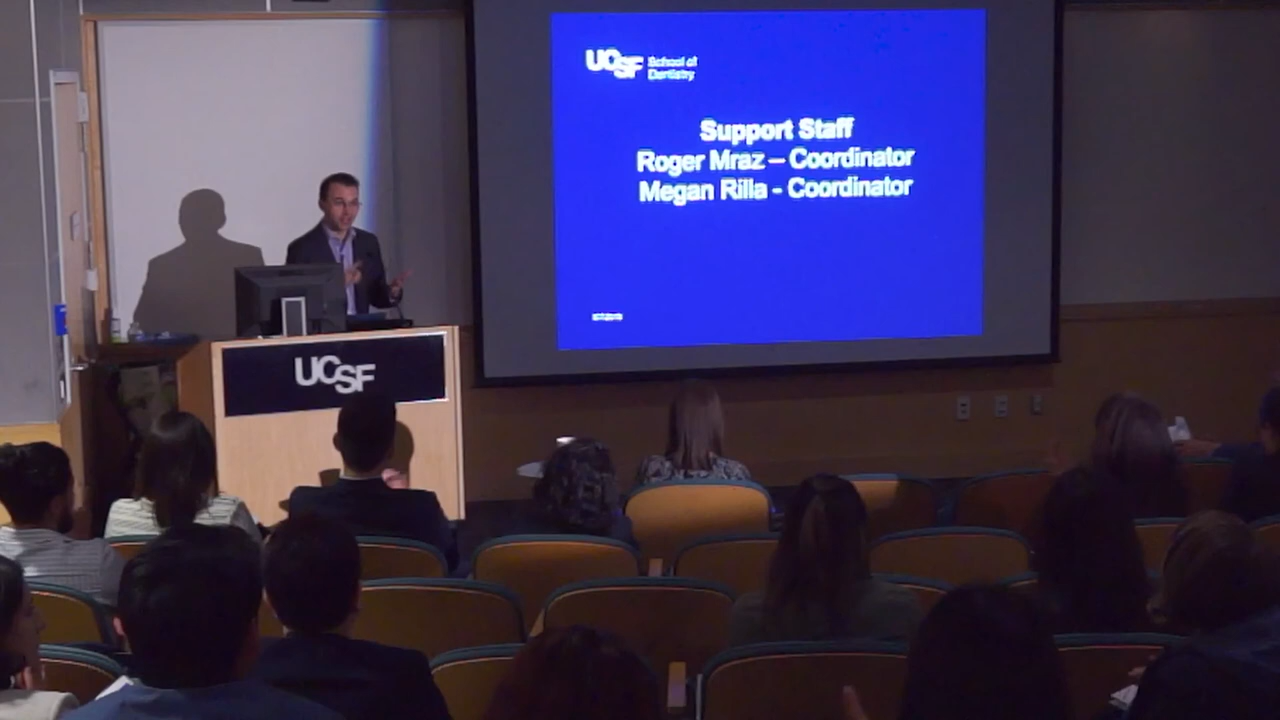 UCSF School of
Dentistry
Support Staff
Roger Mraz – Coordinator
Megan Rilla - Coordinator
UCSF